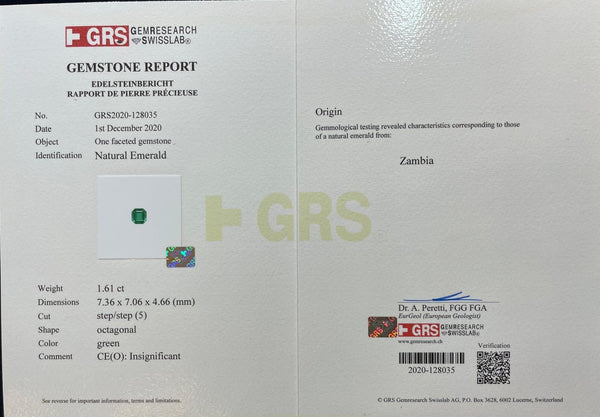 GRS GEMRESEARCH SWISSLAB®
GEMSTONE REPORT
EDELSTEINBERICHT
RAPPORT DE PIERRE PRÉCIEUSE
No. GRS2020-128035
Date 1st December 2020
Object One faceted gemstone
Identification Natural Emerald
Weight 1.61 ct
Dimensions 7.36 x 7.06 x 4.66 (mm)
Cut step/step (5)
Shape octagonal
Color green
Comment CE(O): Insignificant
See reverse for important information, terms and limitations.
GRS
Origin
Gemmological testing revealed characteristics corresponding to those
of a natural emerald from:
Zambia
Dr. A. Peretti, FGG FGA
EurGeol (European Geologist)
GRS GEMRESEARCH SWISSLAB®
www.gemresearch.ch
Verification
2020-128035
© GRS Gemresearch Swisslab AG, P.O. Box 3628, 6002 Lucerne, Switzerland